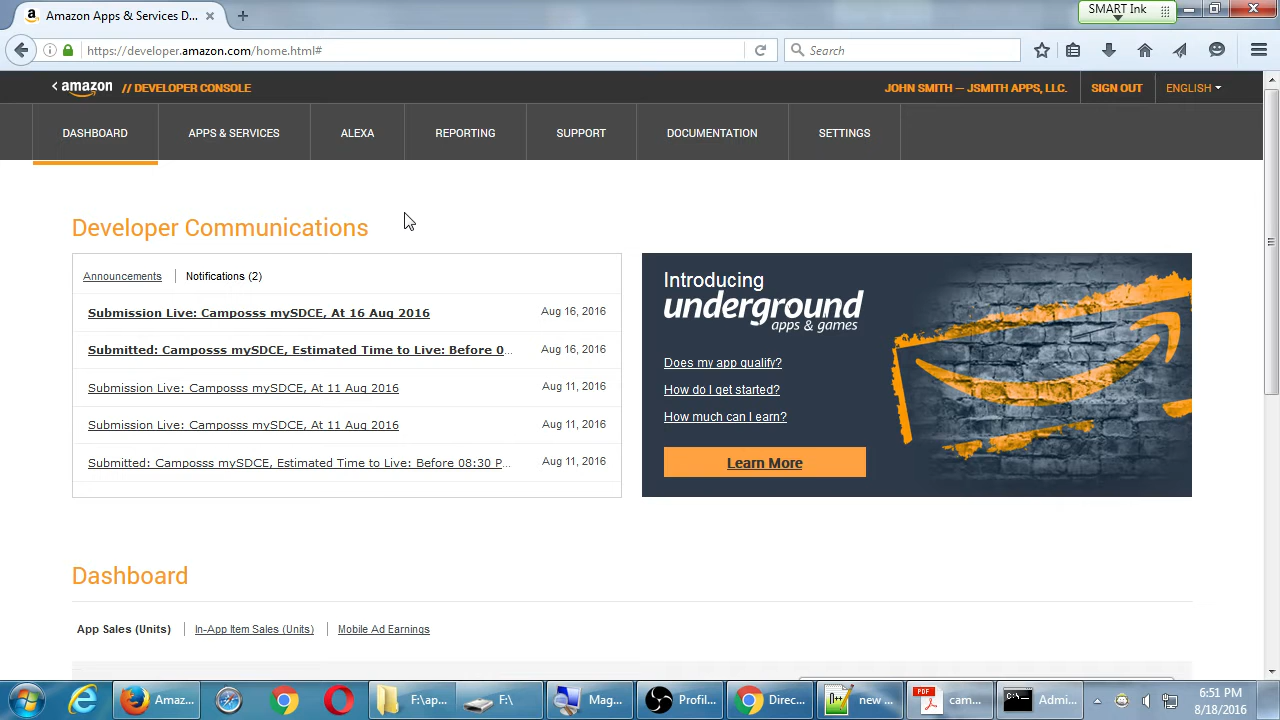 Amazon Apps & Services D...
SMART Ink
https://developer.amazon.com/home.html#
Search
amazon // DEVELOPER CONSOLE
JOHN SMITH — JSMITH APPS, LLC.
SIGN OUT
ENGLISH
DASHBOARD
APPS & SERVICES
ALEXA
REPORTING
SUPPORT
DOCUMENTATION
SETTINGS
Developer Communications
Announcements
Notifications (2)
Submission Live: Camposss mySDCE, At 16 Aug 2016
Aug 16, 2016
Submitted: Camposss mySDCE, Estimated Time to Live: Before 0...
Aug 16, 2016
Submission Live: Camposss mySDCE, At 11 Aug 2016
Aug 11, 2016
Submission Live: Camposss mySDCE, At 11 Aug 2016
Aug 11, 2016
Submitted: Camposss mySDCE, Estimated Time to Live: Before 08:30 P...
Aug 11, 2016
Introducing
underground
apps & games
Does my app qualify?
How do I get started?
How much can I earn?
Learn More
Dashboard
App Sales (Units)
In-App Item Sales (Units)
Mobile Ad Earnings
Amaz...
F:\ap...
F:\
Mag...
Profil...
Direc...
new ...
PDF
cam...
C:\.
Admi...
6:51 PM
8/18/2016